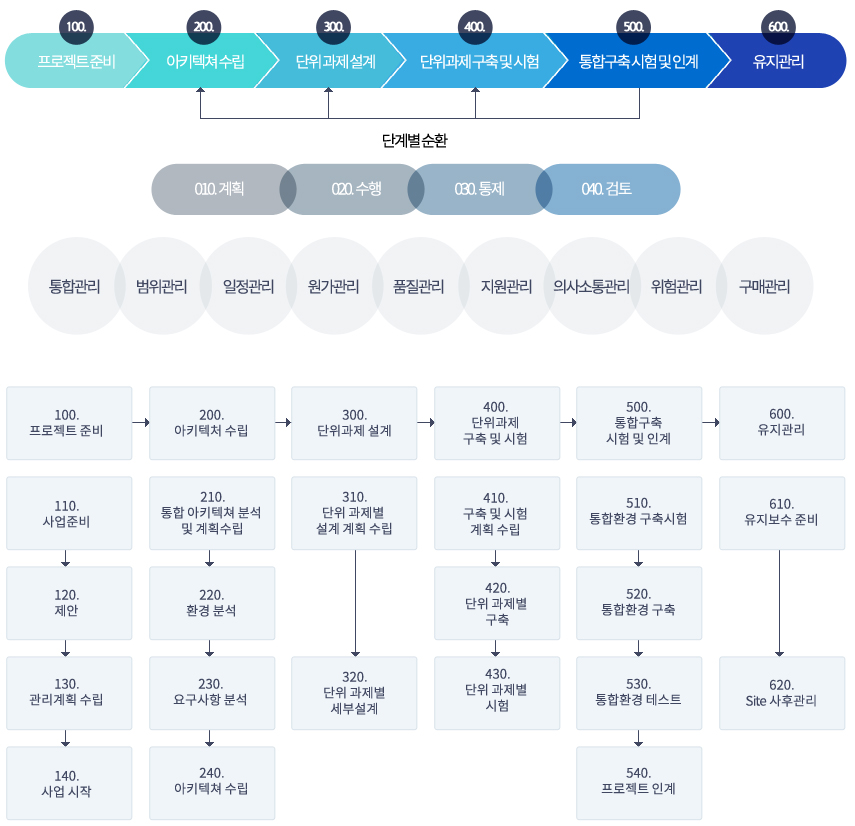 100. 200. 300. 400. 500. 600.
프로젝트 준비 아키텍쳐 수립 단위 과제 설계 단위과제 구축 및 시험 통합구축 시험 및 인계 유지관리
단계별 순환
010. 계획 020. 수행 030. 통제 040. 검토
통합관리 범위관리 일정관리 원가관리 품질관리 지원관리 의사소통관리 위험관리 구매관리
100.
프로젝트 준비
200.
아키텍처 수립
300.
단위과제 설계
400.
단위과제
구축 및 시험
500.
통합구축
시험 및 인계
600.
유지관리
110.
사업준비
210.
통합 아키텍쳐 분석
및 계획수립
310.
단위 과제별
설계 계획 수립
410.
구축 및 시험
계획 수립
510.
통합환경 구축시험
610.
유지보수 준비
120.
제안
220.
환경 분석
420.
단위 과제별
구축
520.
통합환경 구축
130.
관리계획 수립
230.
요구사항 분석
320.
단위 과제별
세부설계
430.
단위 과제별
시험
530.
통합환경 테스트
620.
Site 사후관리
140.
사업 시작
240.
아키텍쳐 수립
540.
프로젝트 인계